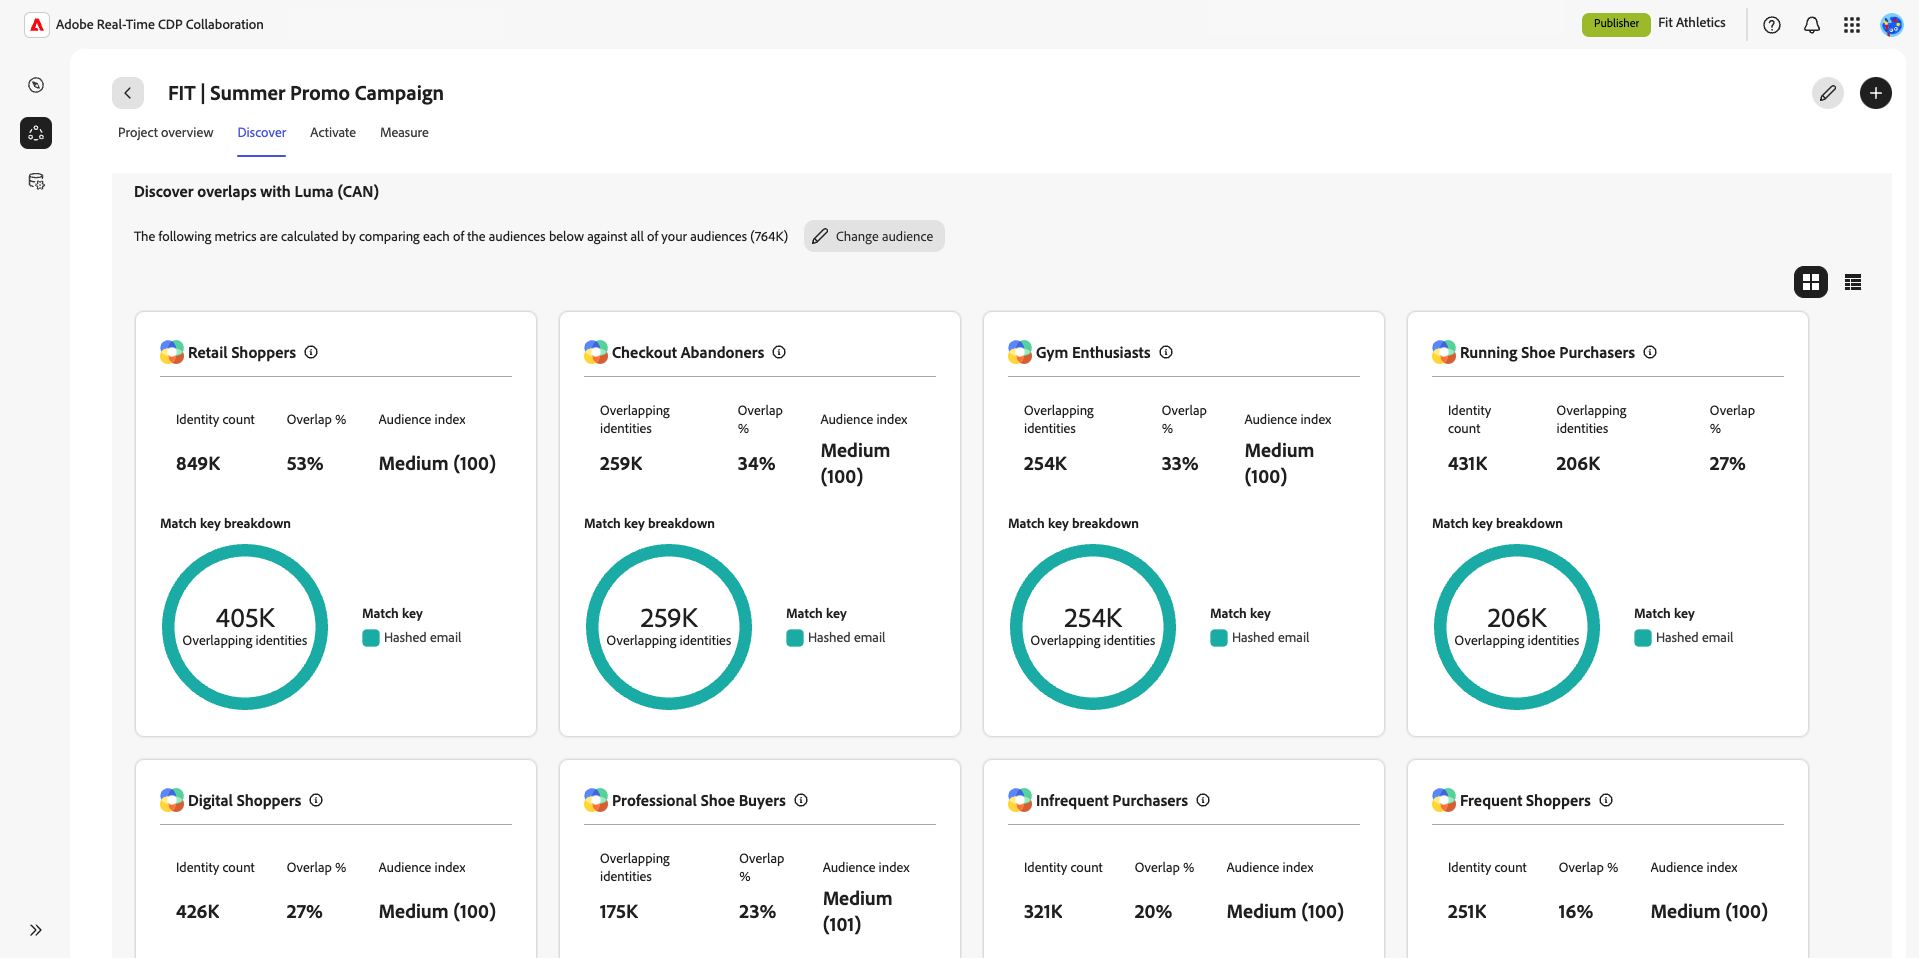 Adobe Real-Time CDP Collaboration
Publisher
Fit Athletics
FIT | Summer Promo Campaign
Project overview
Discover
Activate
Measure
Discover overlaps with Luma (CAN)
The following metrics are calculated by comparing each of the audiences below against all of your audiences (764K)
Change audience
Retail Shoppers
Identity count
Overlap %
Audience index
849K
53%
Medium (100)
Match key breakdown
405K
Overlapping identities
Match key
Hashed email
Checkout Abandoners
Overlapping
identities
Overlap
%
Audience index
259K
34%
Medium
(100)
Match key breakdown
259K
Overlapping identities
Match key
Hashed email
Gym Enthusiasts
Overlapping
identities
Overlap
%
Audience index
254K
33%
Medium
(100)
Match key breakdown
254K
Overlapping identities
Match key
Hashed email
Running Shoe Purchasers
Identity
count
Overlapping
identities
Overlap
%
431K
206K
27%
Match key breakdown
206K
Overlapping identities
Match key
Hashed email
Digital Shoppers
Identity count
Overlap %
Audience index
426K
27%
Medium (100)
Professional Shoe Buyers
Overlapping
identities
Overlap
%
Audience index
175K
23%
Medium
(101)
Infrequent Purchasers
Identity count
Overlap %
Audience index
321K
20%
Medium (100)
Frequent Shoppers
Identity count
Overlap %
Audience index
251K
16%
Medium (100)